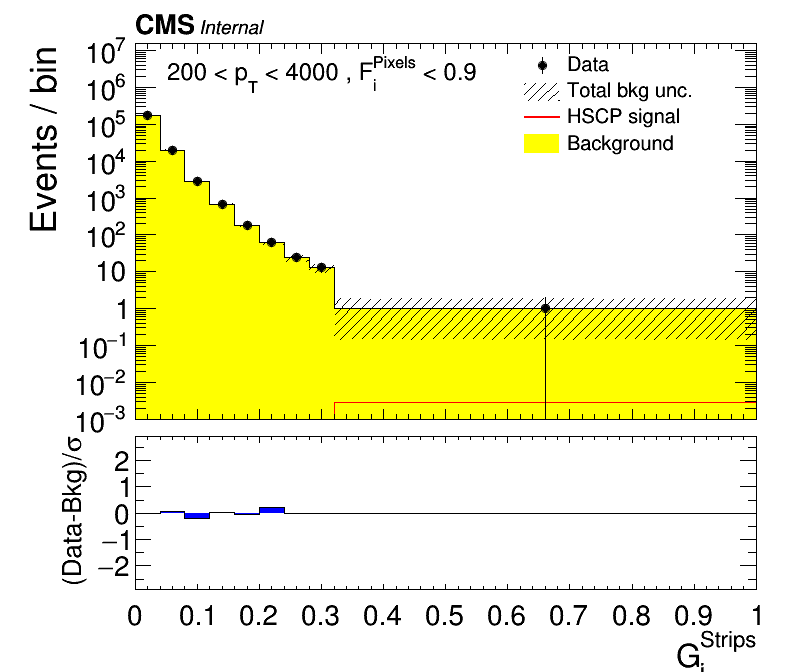 CMS Internal
Events / bin
10⁷
10⁶
10⁵
10⁴
10³
10²
10
1
10⁻¹
10⁻²
10⁻³
200 < p_T < 4000 , F_i^Pixels < 0.9
Data
Total bkg unc.
HSCP signal
Background
(Data-Bkg)/σ
2
1
0
−1
−2
0 0.1 0.2 0.3 0.4 0.5 0.6 0.7 0.8 0.9 1
G_i^Strips